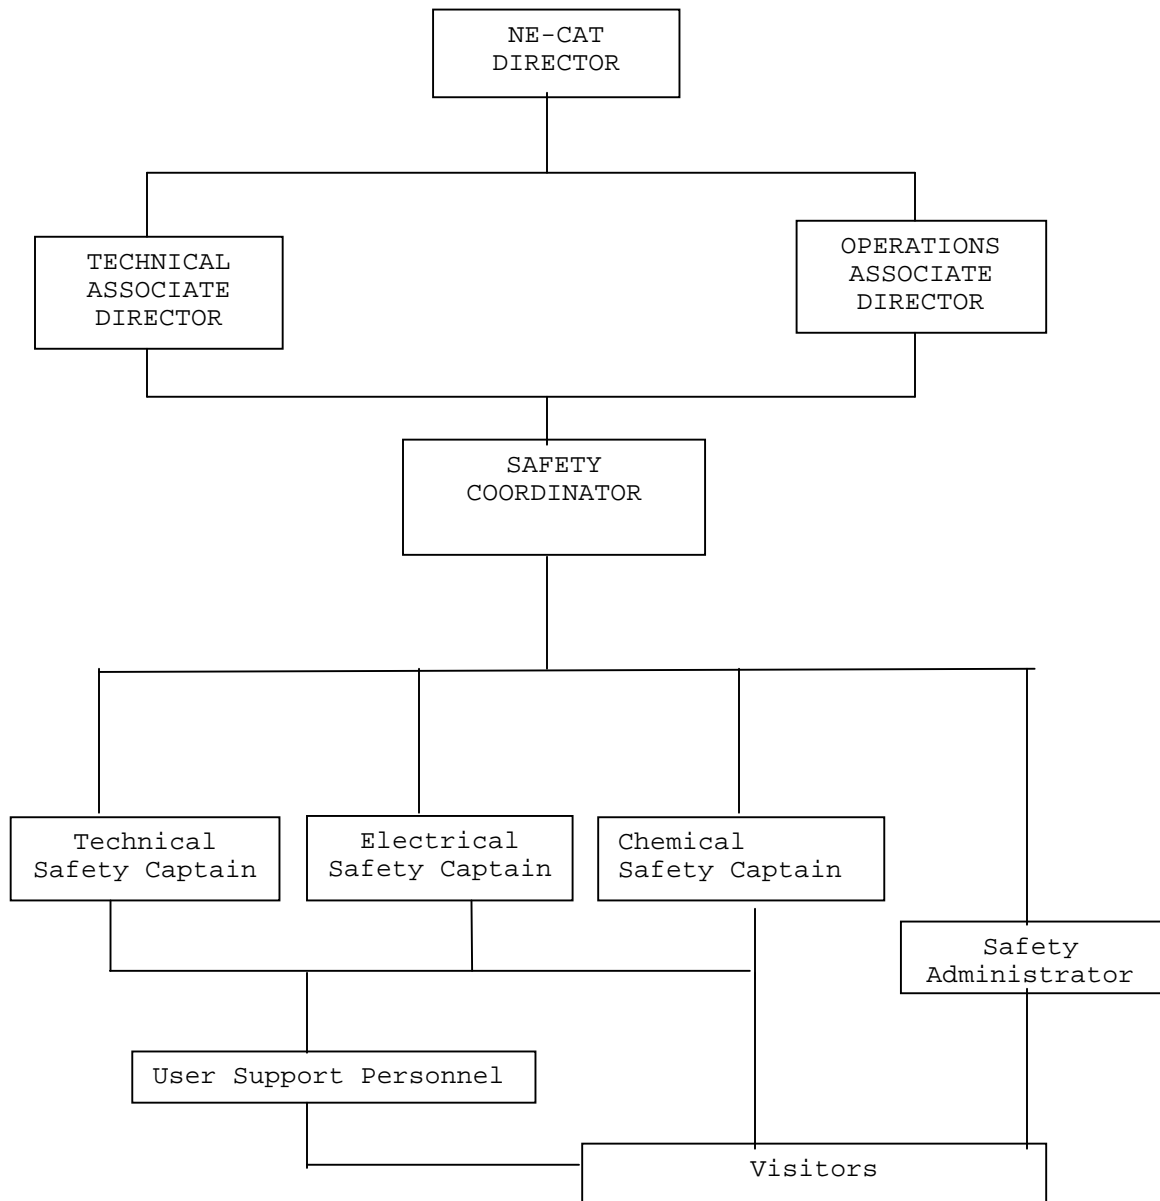 NE-CAT
DIRECTOR
TECHNICAL
ASSOCIATE
DIRECTOR
OPERATIONS
ASSOCIATE
DIRECTOR
SAFETY
COORDINATOR
Technical
Safety Captain
Electrical
Safety Captain
Chemical
Safety Captain
Safety
Administrator
User Support Personnel
Visitors